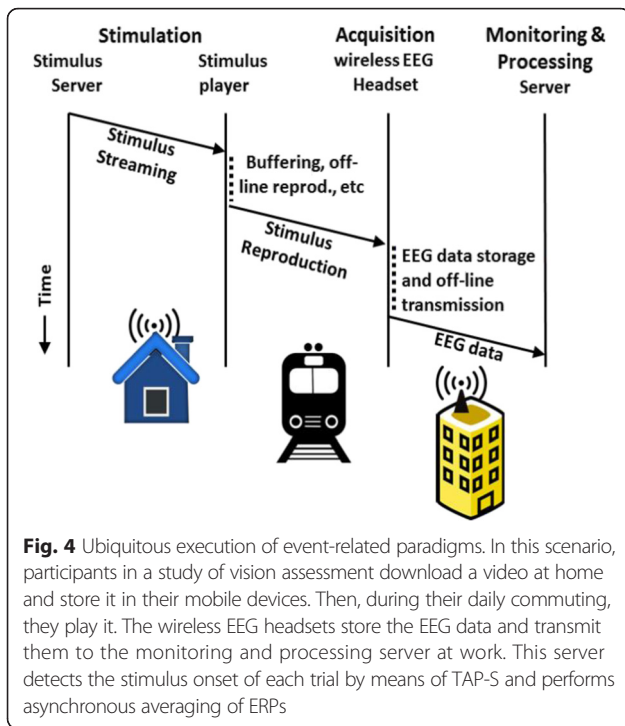 Stimulation
Acquisition
Monitoring &
Processing
Stimulus
Server
Stimulus
player
wireless EEG
Headset
Server
Stimulus
Streaming
Buffering, off-
line reprod., etc
Stimulus
Reproduction
EEG data storage
and off-line
transmission
EEG data
Time
Fig. 4 Ubiquitous execution of event-related paradigms. In this scenario,
participants in a study of vision assessment download a video at home
and store it in their mobile devices. Then, during their daily commuting,
they play it. The wireless EEG headsets store the EEG data and transmit
them to the monitoring and processing server at work. This server
detects the stimulus onset of each trial by means of TAP-S and performs
asynchronous averaging of ERPs